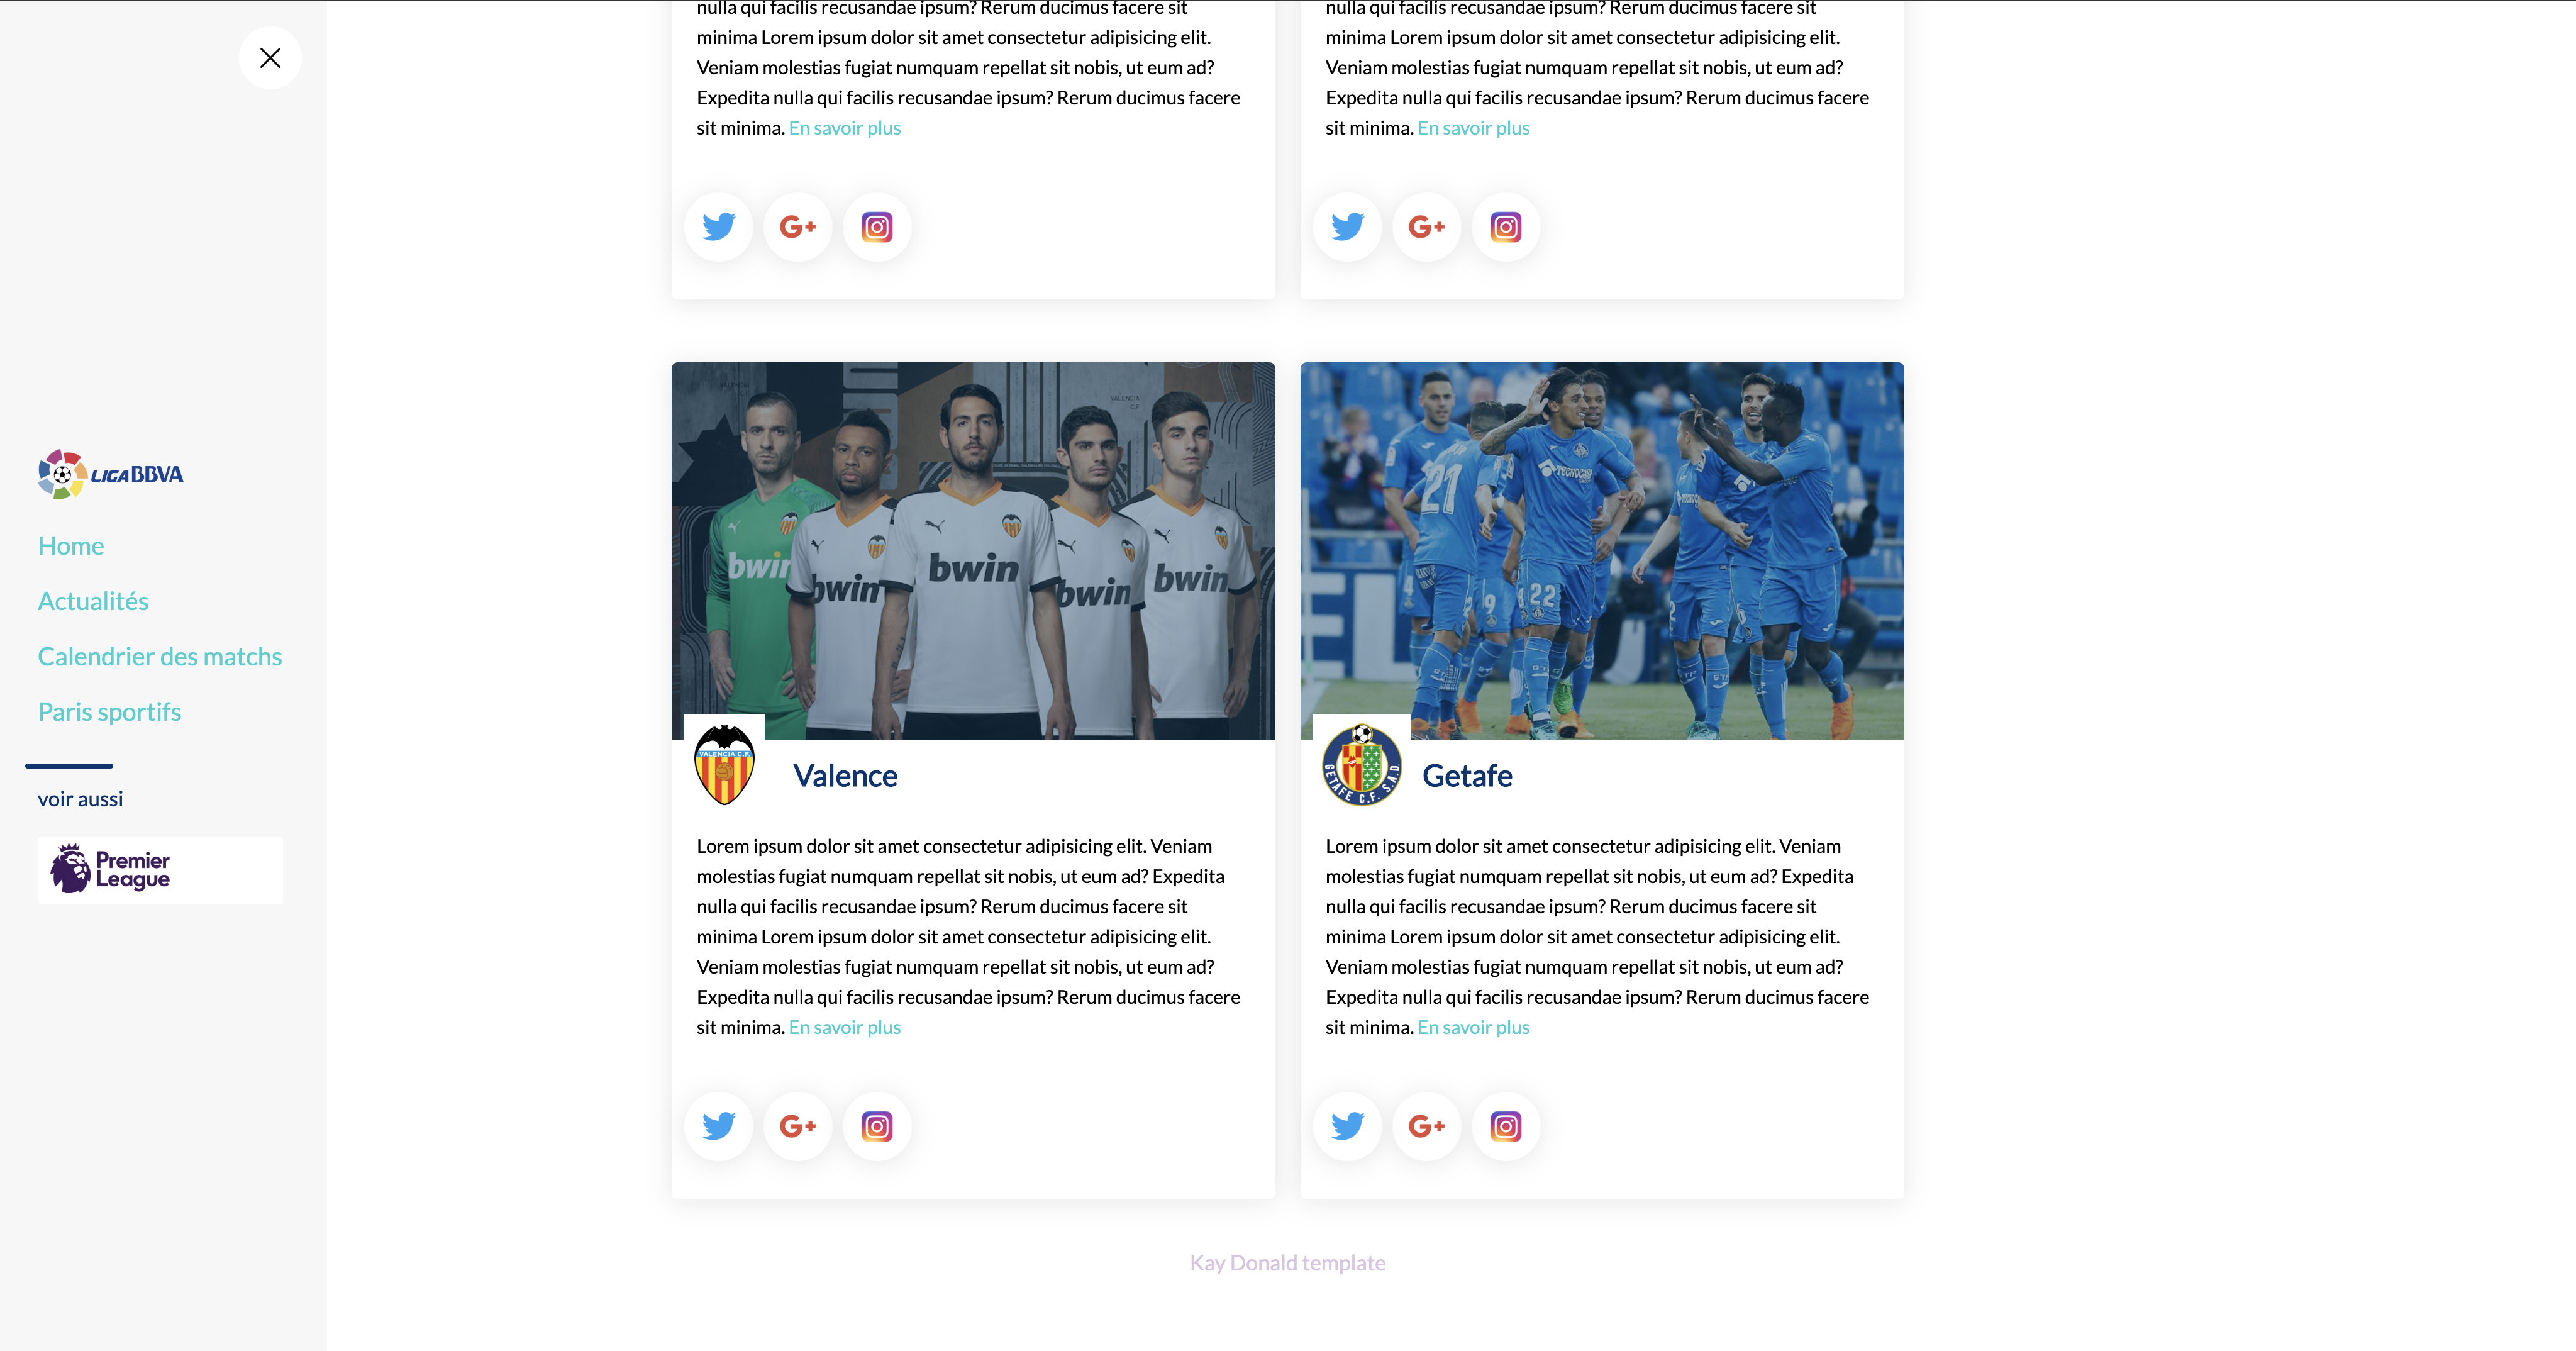 nulla qui facilis recusandae ipsum? Rerum ducimus facere sit
minima Lorem ipsum dolor sit amet consectetur adipisicing elit.
Veniam molestias fugiat numquam repellat sit nobis, ut eum ad?
Expedita nulla qui facilis recusandae ipsum? Rerum ducimus facere
sit minima. En savoir plus
G+
nulla qui facilis recusandae ipsum? Rerum ducimus facere sit
minima Lorem ipsum dolor sit amet consectetur adipisicing elit.
Veniam molestias fugiat numquam repellat sit nobis, ut eum ad?
Expedita nulla qui facilis recusandae ipsum? Rerum ducimus facere
sit minima. En savoir plus
G+
LIGA BBVA
Home
Actualités
Calendrier des matchs
Paris sportifs
voir aussi
Premier
League
VALENCIA
C.F
bwin
bwin
bwin
bwin
bwin
VALENCIA C.F.
Valence
Lorem ipsum dolor sit amet consectetur adipisicing elit. Veniam
molestias fugiat numquam repellat sit nobis, ut eum ad? Expedita
nulla qui facilis recusandae ipsum? Rerum ducimus facere sit
minima Lorem ipsum dolor sit amet consectetur adipisicing elit.
Veniam molestias fugiat numquam repellat sit nobis, ut eum ad?
Expedita nulla qui facilis recusandae ipsum? Rerum ducimus facere
sit minima. En savoir plus
G+
21
TECNOCASA
4
9
22
GETAFE C.F. S.A.D.
Getafe
Lorem ipsum dolor sit amet consectetur adipisicing elit. Veniam
molestias fugiat numquam repellat sit nobis, ut eum ad? Expedita
nulla qui facilis recusandae ipsum? Rerum ducimus facere sit
minima Lorem ipsum dolor sit amet consectetur adipisicing elit.
Veniam molestias fugiat numquam repellat sit nobis, ut eum ad?
Expedita nulla qui facilis recusandae ipsum? Rerum ducimus facere
sit minima. En savoir plus
G+
Kay Donald template